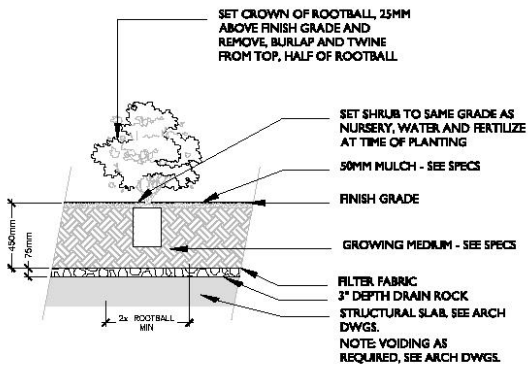 SET CROWN OF ROOTBALL, 25MM
ABOVE FINISH GRADE AND
REMOVE, BURLAP AND TWINE
FROM TOP, HALF OF ROOTBALL
SET SHRUB TO SAME GRADE AS
NURSERY, WATER AND FERTILIZE
AT TIME OF PLANTING
50MM MULCH - SEE SPECS
FINISH GRADE
450mm
75mm
GROWING MEDIUM - SEE SPECS
FILTER FABRIC
3" DEPTH DRAIN ROCK
STRUCTURAL SLAB, SEE ARCH
DWGS.
NOTE: VOIDING AS
REQUIRED, SEE ARCH DWGS.
2x ROOTBALL
MIN